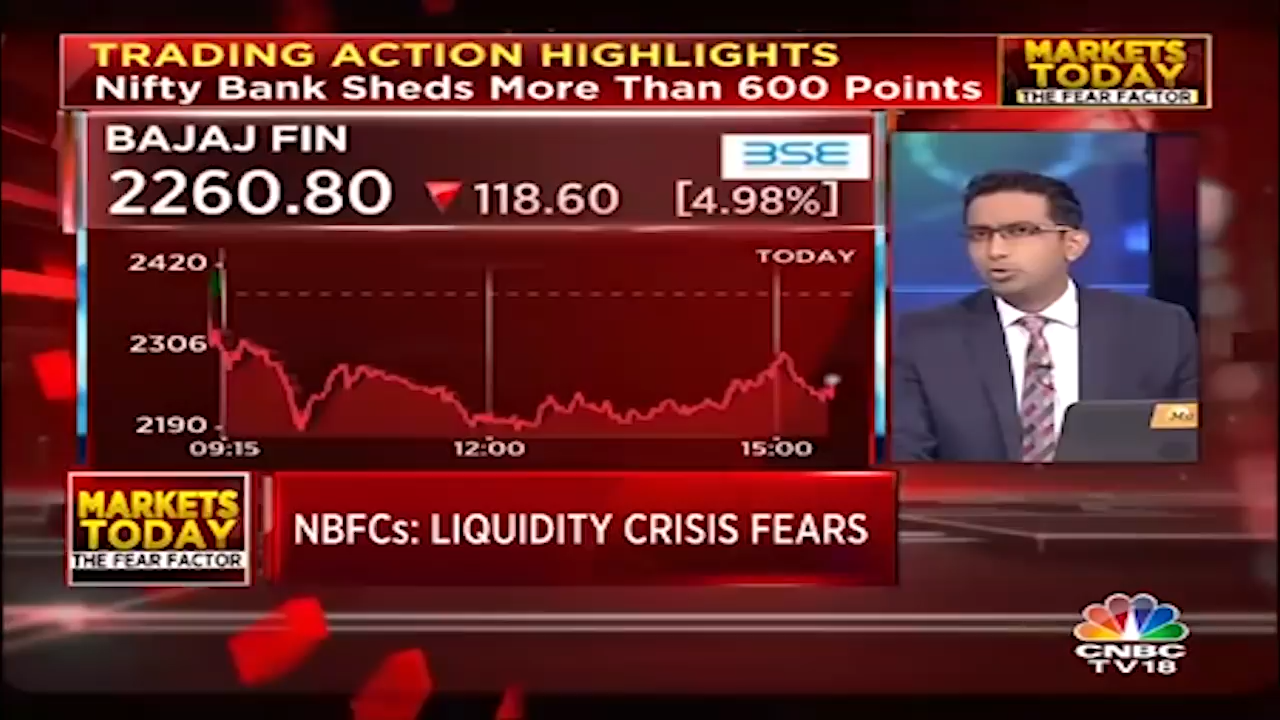 TRADING ACTION HIGHLIGHTS
Nifty Bank Sheds More Than 600 Points
MARKETS
TODAY
THE FEAR FACTOR
BAJAJ FIN
BSE
2260.80 ▼ 118.60 [4.98%]
TODAY
2420
2306
2190
09:15 12:00 15:00
MARKETS
TODAY
THE FEAR FACTOR
NBFCs: LIQUIDITY CRISIS FEARS
CNBC
TV18